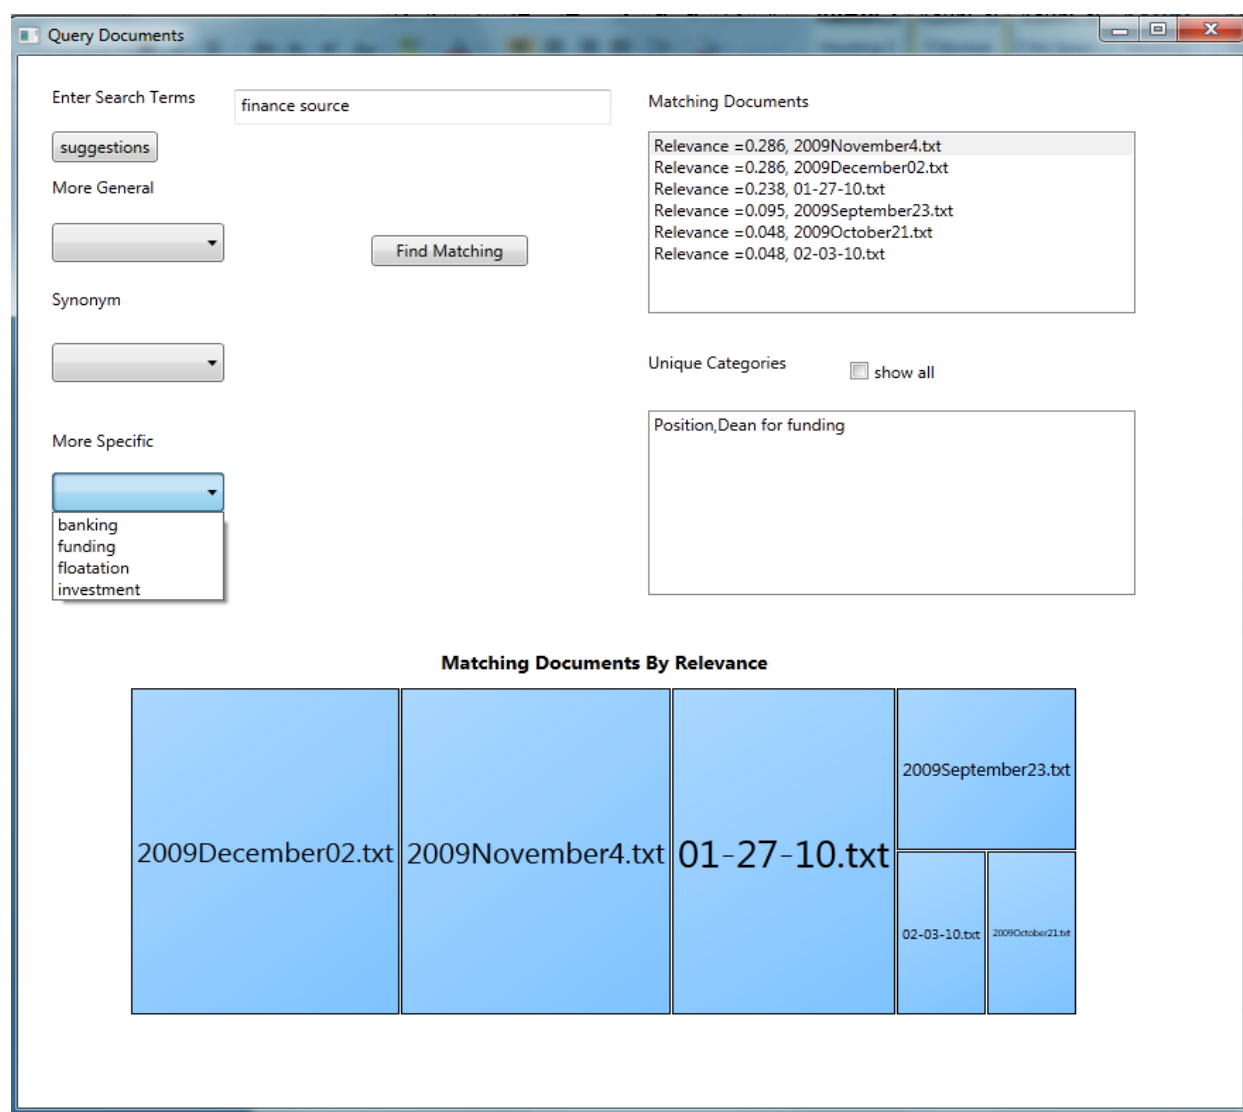 Query Documents
Enter Search Terms
finance source
suggestions
More General
Find Matching
Synonym
More Specific
banking
funding
floatation
investment
Matching Documents
Relevance =0.286, 2009November4.txt
Relevance =0.286, 2009December02.txt
Relevance =0.238, 01-27-10.txt
Relevance =0.095, 2009September23.txt
Relevance =0.048, 2009October21.txt
Relevance =0.048, 02-03-10.txt
Unique Categories
show all
Position,Dean for funding
Matching Documents By Relevance
2009December02.txt
2009November4.txt
01-27-10.txt
2009September23.txt
02-03-10.txt
2009October21.txt